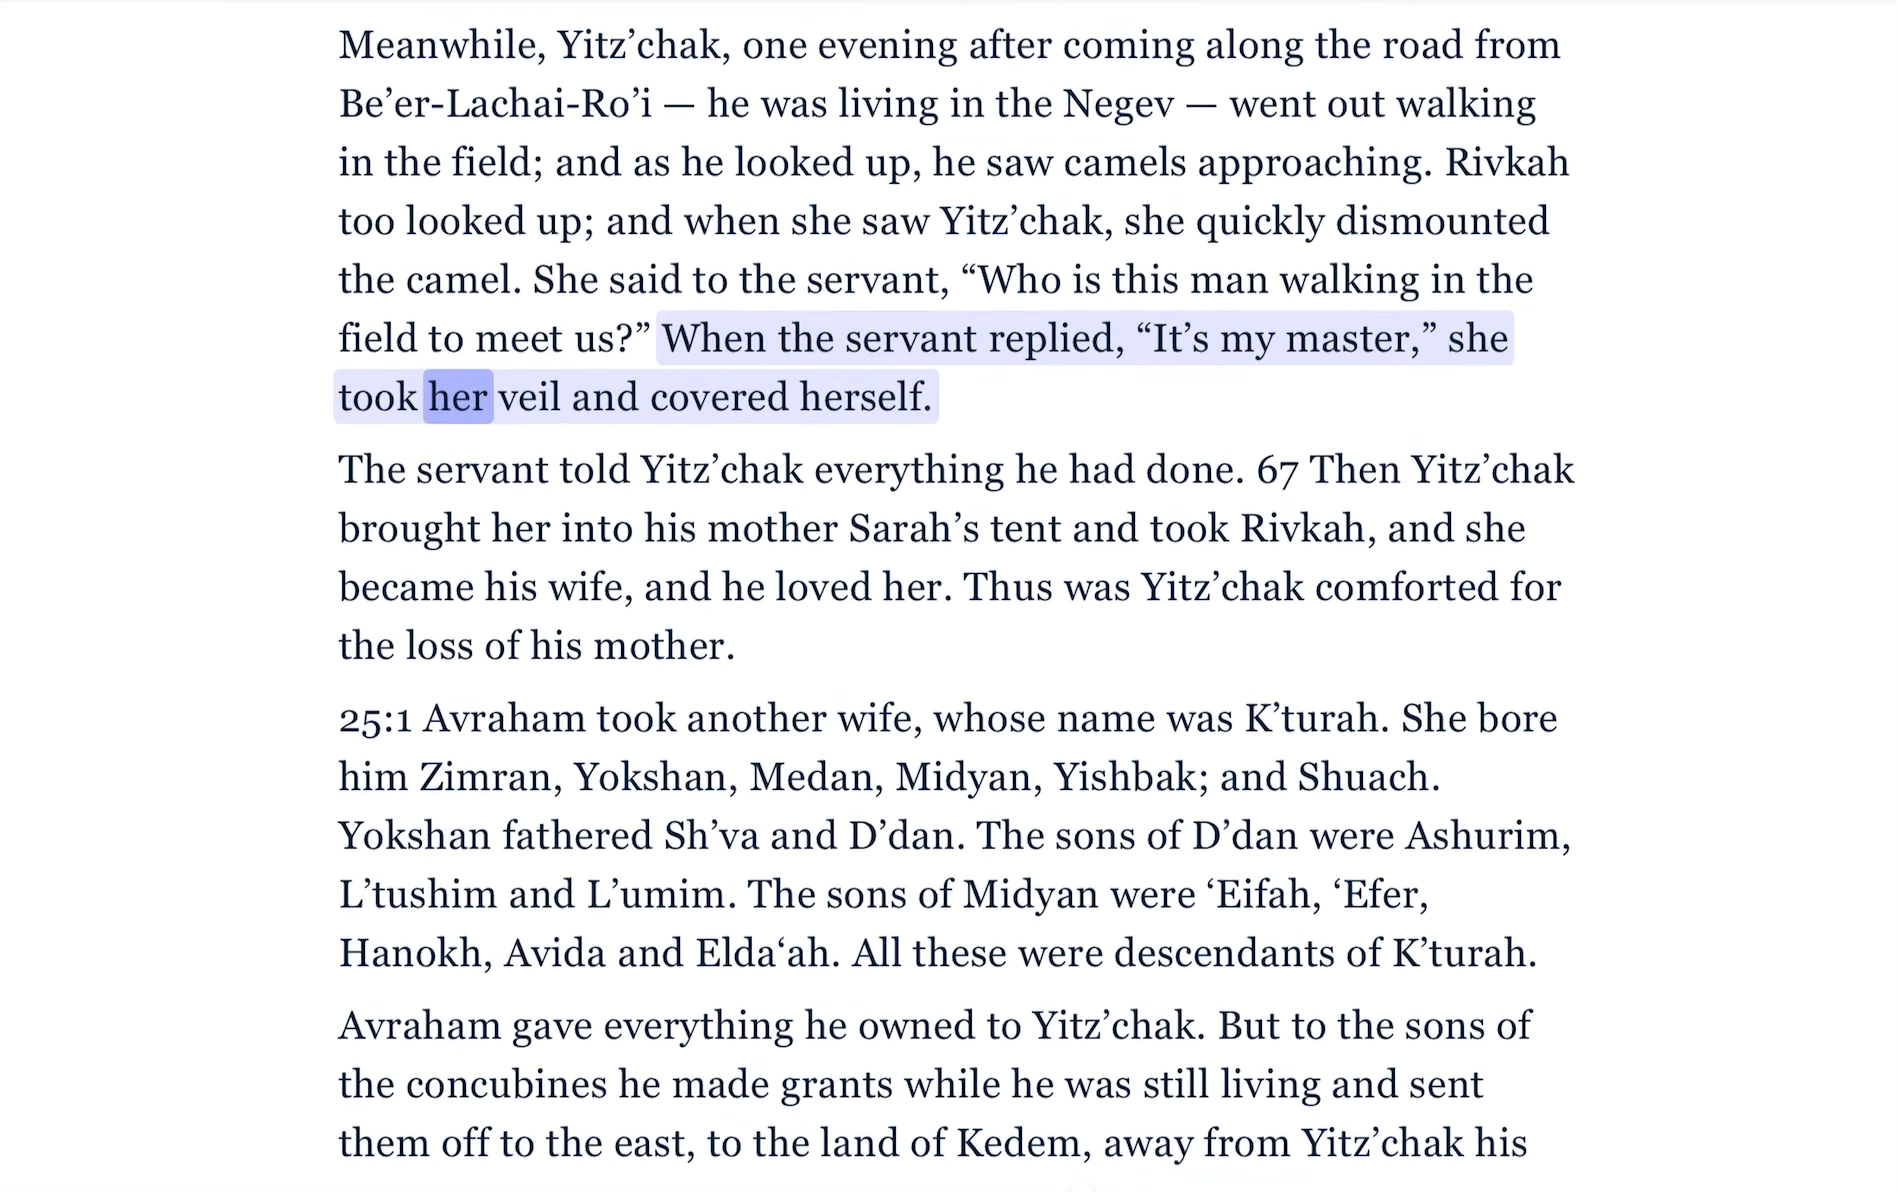 Meanwhile, Yitz’chak, one evening after coming along the road from
Be’er-Lachai-Ro’i — he was living in the Negev — went out walking
in the field; and as he looked up, he saw camels approaching. Rivkah
too looked up; and when she saw Yitz’chak, she quickly dismounted
the camel. She said to the servant, “Who is this man walking in the
field to meet us?” When the servant replied, “It’s my master,” she
took her veil and covered herself.
The servant told Yitz’chak everything he had done. 67 Then Yitz’chak
brought her into his mother Sarah’s tent and took Rivkah, and she
became his wife, and he loved her. Thus was Yitz’chak comforted for
the loss of his mother.
25:1 Avraham took another wife, whose name was K’turah. She bore
him Zimran, Yokshan, Medan, Midyan, Yishbak; and Shuach.
Yokshan fathered Sh’va and D’dan. The sons of D’dan were Ashurim,
L’tushim and L’umim. The sons of Midyan were ‘Eifah, ‘Efer,
Hanokh, Avida and Elda‘ah. All these were descendants of K’turah.
Avraham gave everything he owned to Yitz’chak. But to the sons of
the concubines he made grants while he was still living and sent
them off to the east, to the land of Kedem, away from Yitz’chak his